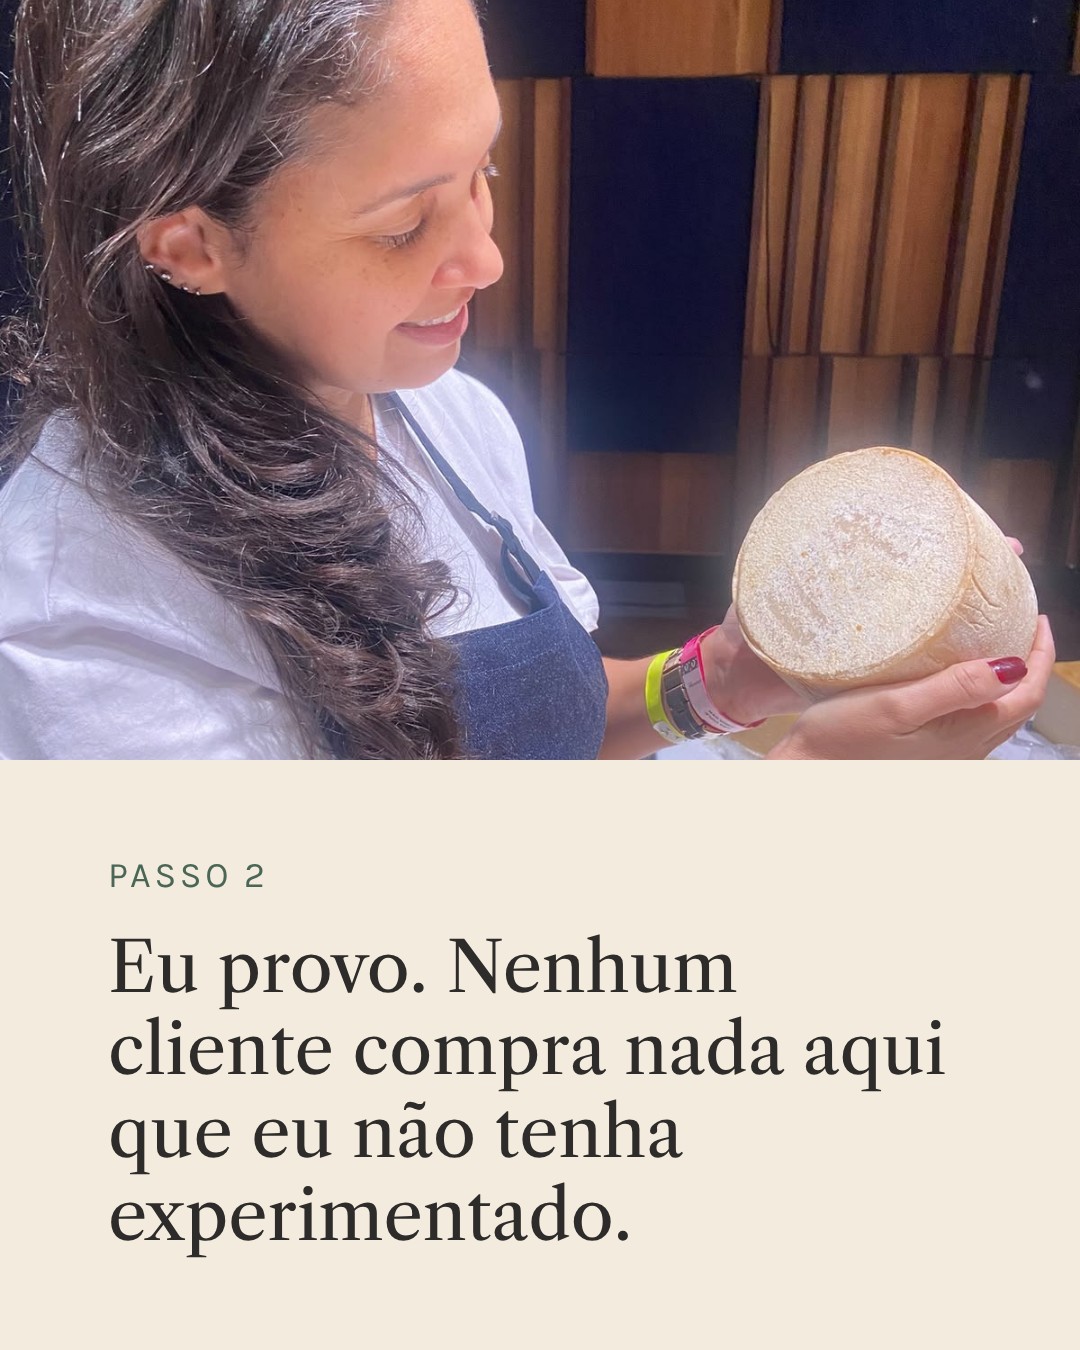 PASSO 2
Eu provo. Nenhum
cliente compra nada aqui
que eu não tenha
experimentado.